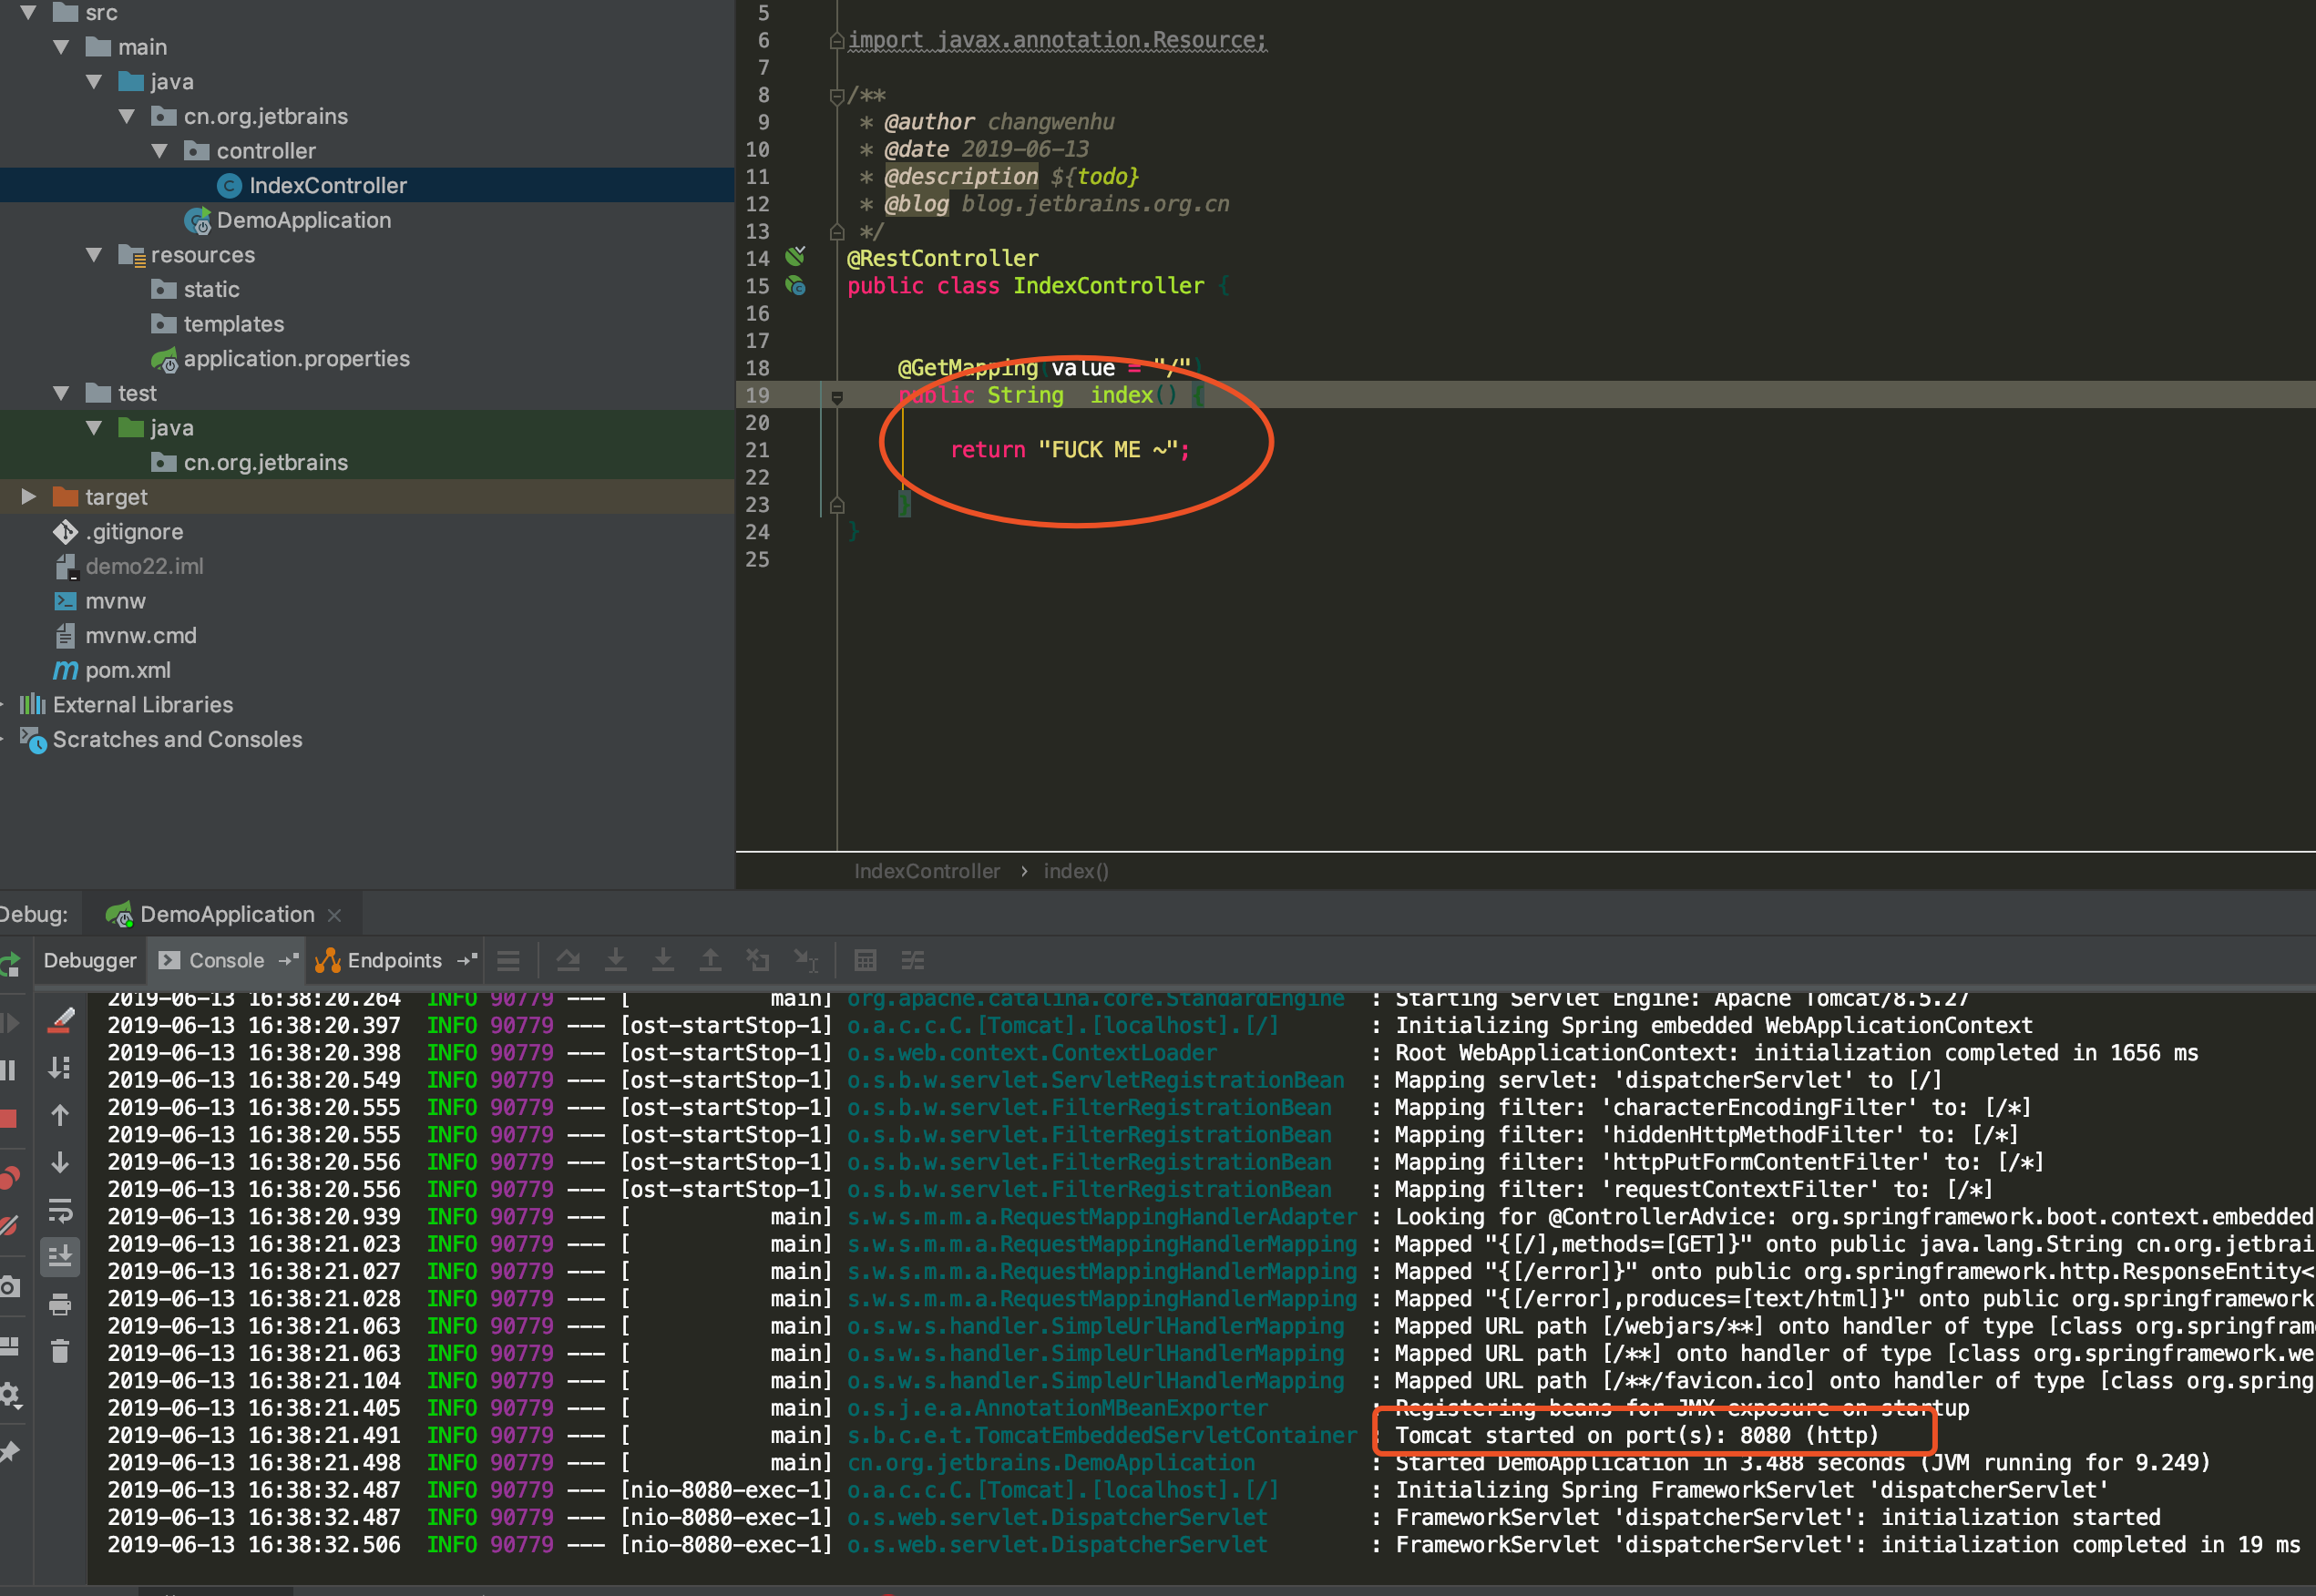 src
main
java
cn.org.jetbrains
controller
IndexController
DemoApplication
resources
static
templates
application.properties
test
java
cn.org.jetbrains
target
.gitignore
demo22.iml
mvnw
mvnw.cmd
pom.xml
External Libraries
Scratches and Consoles
5
6 import javax.annotation.Resource;
7
8 /**
9 * @author changwenhu
10 * @date 2019-06-13
11 * @description ${todo}
12 * @blog blog.jetbrains.org.cn
13 */
14 @RestController
15 public class IndexController {
16
17
18 @GetMapping(value = "/")
19 public String  index() {
20
21 return "FUCK ME ~";
22
23 }
24 }
25
IndexController › index()
Debug: DemoApplication
Debugger Console Endpoints
2019-06-13 16:38:20.264  INFO 90779 --- [           main] org.apache.catalina.core.StandardEngine  : Starting Servlet Engine: Apache Tomcat/8.5.27
2019-06-13 16:38:20.397  INFO 90779 --- [ost-startStop-1] o.a.c.c.C.[Tomcat].[localhost].[/]       : Initializing Spring embedded WebApplicationContext
2019-06-13 16:38:20.398  INFO 90779 --- [ost-startStop-1] o.s.web.context.ContextLoader            : Root WebApplicationContext: initialization completed in 1656 ms
2019-06-13 16:38:20.549  INFO 90779 --- [ost-startStop-1] o.s.b.w.servlet.ServletRegistrationBean  : Mapping servlet: 'dispatcherServlet' to [/]
2019-06-13 16:38:20.555  INFO 90779 --- [ost-startStop-1] o.s.b.w.servlet.FilterRegistrationBean   : Mapping filter: 'characterEncodingFilter' to: [/*]
2019-06-13 16:38:20.555  INFO 90779 --- [ost-startStop-1] o.s.b.w.servlet.FilterRegistrationBean   : Mapping filter: 'hiddenHttpMethodFilter' to: [/*]
2019-06-13 16:38:20.556  INFO 90779 --- [ost-startStop-1] o.s.b.w.servlet.FilterRegistrationBean   : Mapping filter: 'httpPutFormContentFilter' to: [/*]
2019-06-13 16:38:20.556  INFO 90779 --- [ost-startStop-1] o.s.b.w.servlet.FilterRegistrationBean   : Mapping filter: 'requestContextFilter' to: [/*]
2019-06-13 16:38:20.939  INFO 90779 --- [           main] s.w.s.m.m.a.RequestMappingHandlerAdapter : Looking for @ControllerAdvice: org.springframework.boot.context.embedded
2019-06-13 16:38:21.023  INFO 90779 --- [           main] s.w.s.m.m.a.RequestMappingHandlerMapping : Mapped "{[/],methods=[GET]}" onto public java.lang.String cn.org.jetbrai
2019-06-13 16:38:21.027  INFO 90779 --- [           main] s.w.s.m.m.a.RequestMappingHandlerMapping : Mapped "{[/error]}" onto public org.springframework.http.ResponseEntity<
2019-06-13 16:38:21.028  INFO 90779 --- [           main] s.w.s.m.m.a.RequestMappingHandlerMapping : Mapped "{[/error],produces=[text/html]}" onto public org.springframework
2019-06-13 16:38:21.063  INFO 90779 --- [           main] o.s.w.s.handler.SimpleUrlHandlerMapping  : Mapped URL path [/webjars/**] onto handler of type [class org.springfram
2019-06-13 16:38:21.063  INFO 90779 --- [           main] o.s.w.s.handler.SimpleUrlHandlerMapping  : Mapped URL path [/**] onto handler of type [class org.springframework.we
2019-06-13 16:38:21.104  INFO 90779 --- [           main] o.s.w.s.handler.SimpleUrlHandlerMapping  : Mapped URL path [/**/favicon.ico] onto handler of type [class org.spring
2019-06-13 16:38:21.405  INFO 90779 --- [           main] o.s.j.e.a.AnnotationMBeanExporter        : Registering beans for JMX exposure on startup
2019-06-13 16:38:21.491  INFO 90779 --- [           main] s.b.c.e.t.TomcatEmbeddedServletContainer : Tomcat started on port(s): 8080 (http)
2019-06-13 16:38:21.498  INFO 90779 --- [           main] cn.org.jetbrains.DemoApplication         : Started DemoApplication in 3.488 seconds (JVM running for 9.249)
2019-06-13 16:38:32.487  INFO 90779 --- [nio-8080-exec-1] o.a.c.c.C.[Tomcat].[localhost].[/]       : Initializing Spring FrameworkServlet 'dispatcherServlet'
2019-06-13 16:38:32.487  INFO 90779 --- [nio-8080-exec-1] o.s.web.servlet.DispatcherServlet        : FrameworkServlet 'dispatcherServlet': initialization started
2019-06-13 16:38:32.506  INFO 90779 --- [nio-8080-exec-1] o.s.web.servlet.DispatcherServlet        : FrameworkServlet 'dispatcherServlet': initialization completed in 19 ms